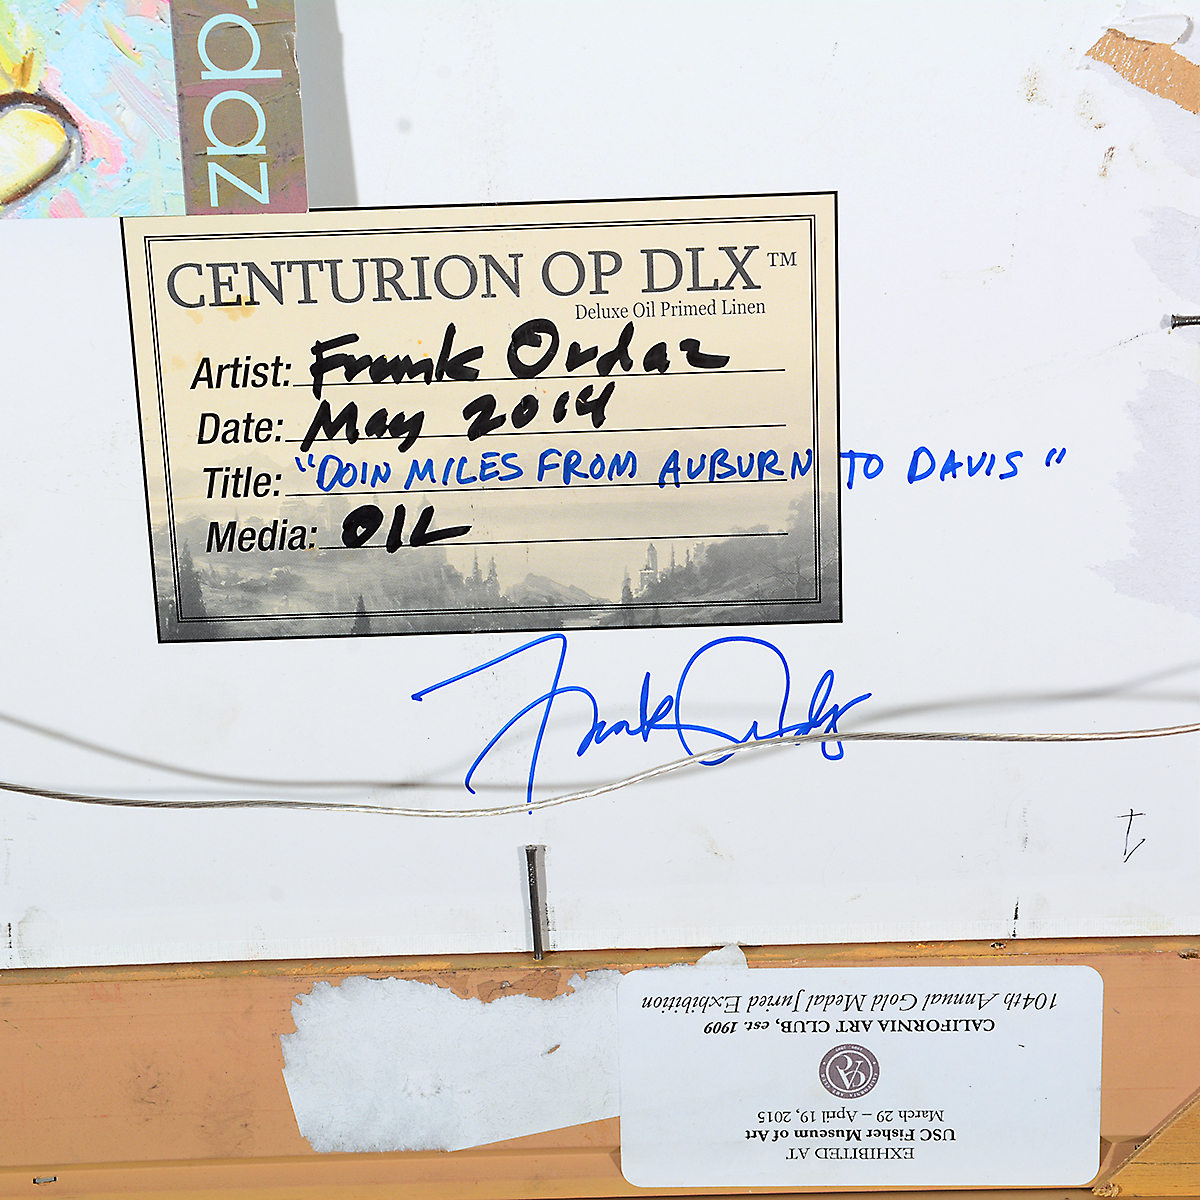 rdaz
CENTURION OP DLX™
Deluxe Oil Primed Linen
Artist: Frank Ordaz
Date: May 2014
Title: "DOIN MILES FROM AUBURN TO DAVIS"
Media: OIL
Frank Ordaz
104th Annual Gold Medal Juried Exhibition
CALIFORNIA ART CLUB, est. 1909
EXHIBITED AT
USC Fisher Museum of Art
March 29 – April 19, 2015